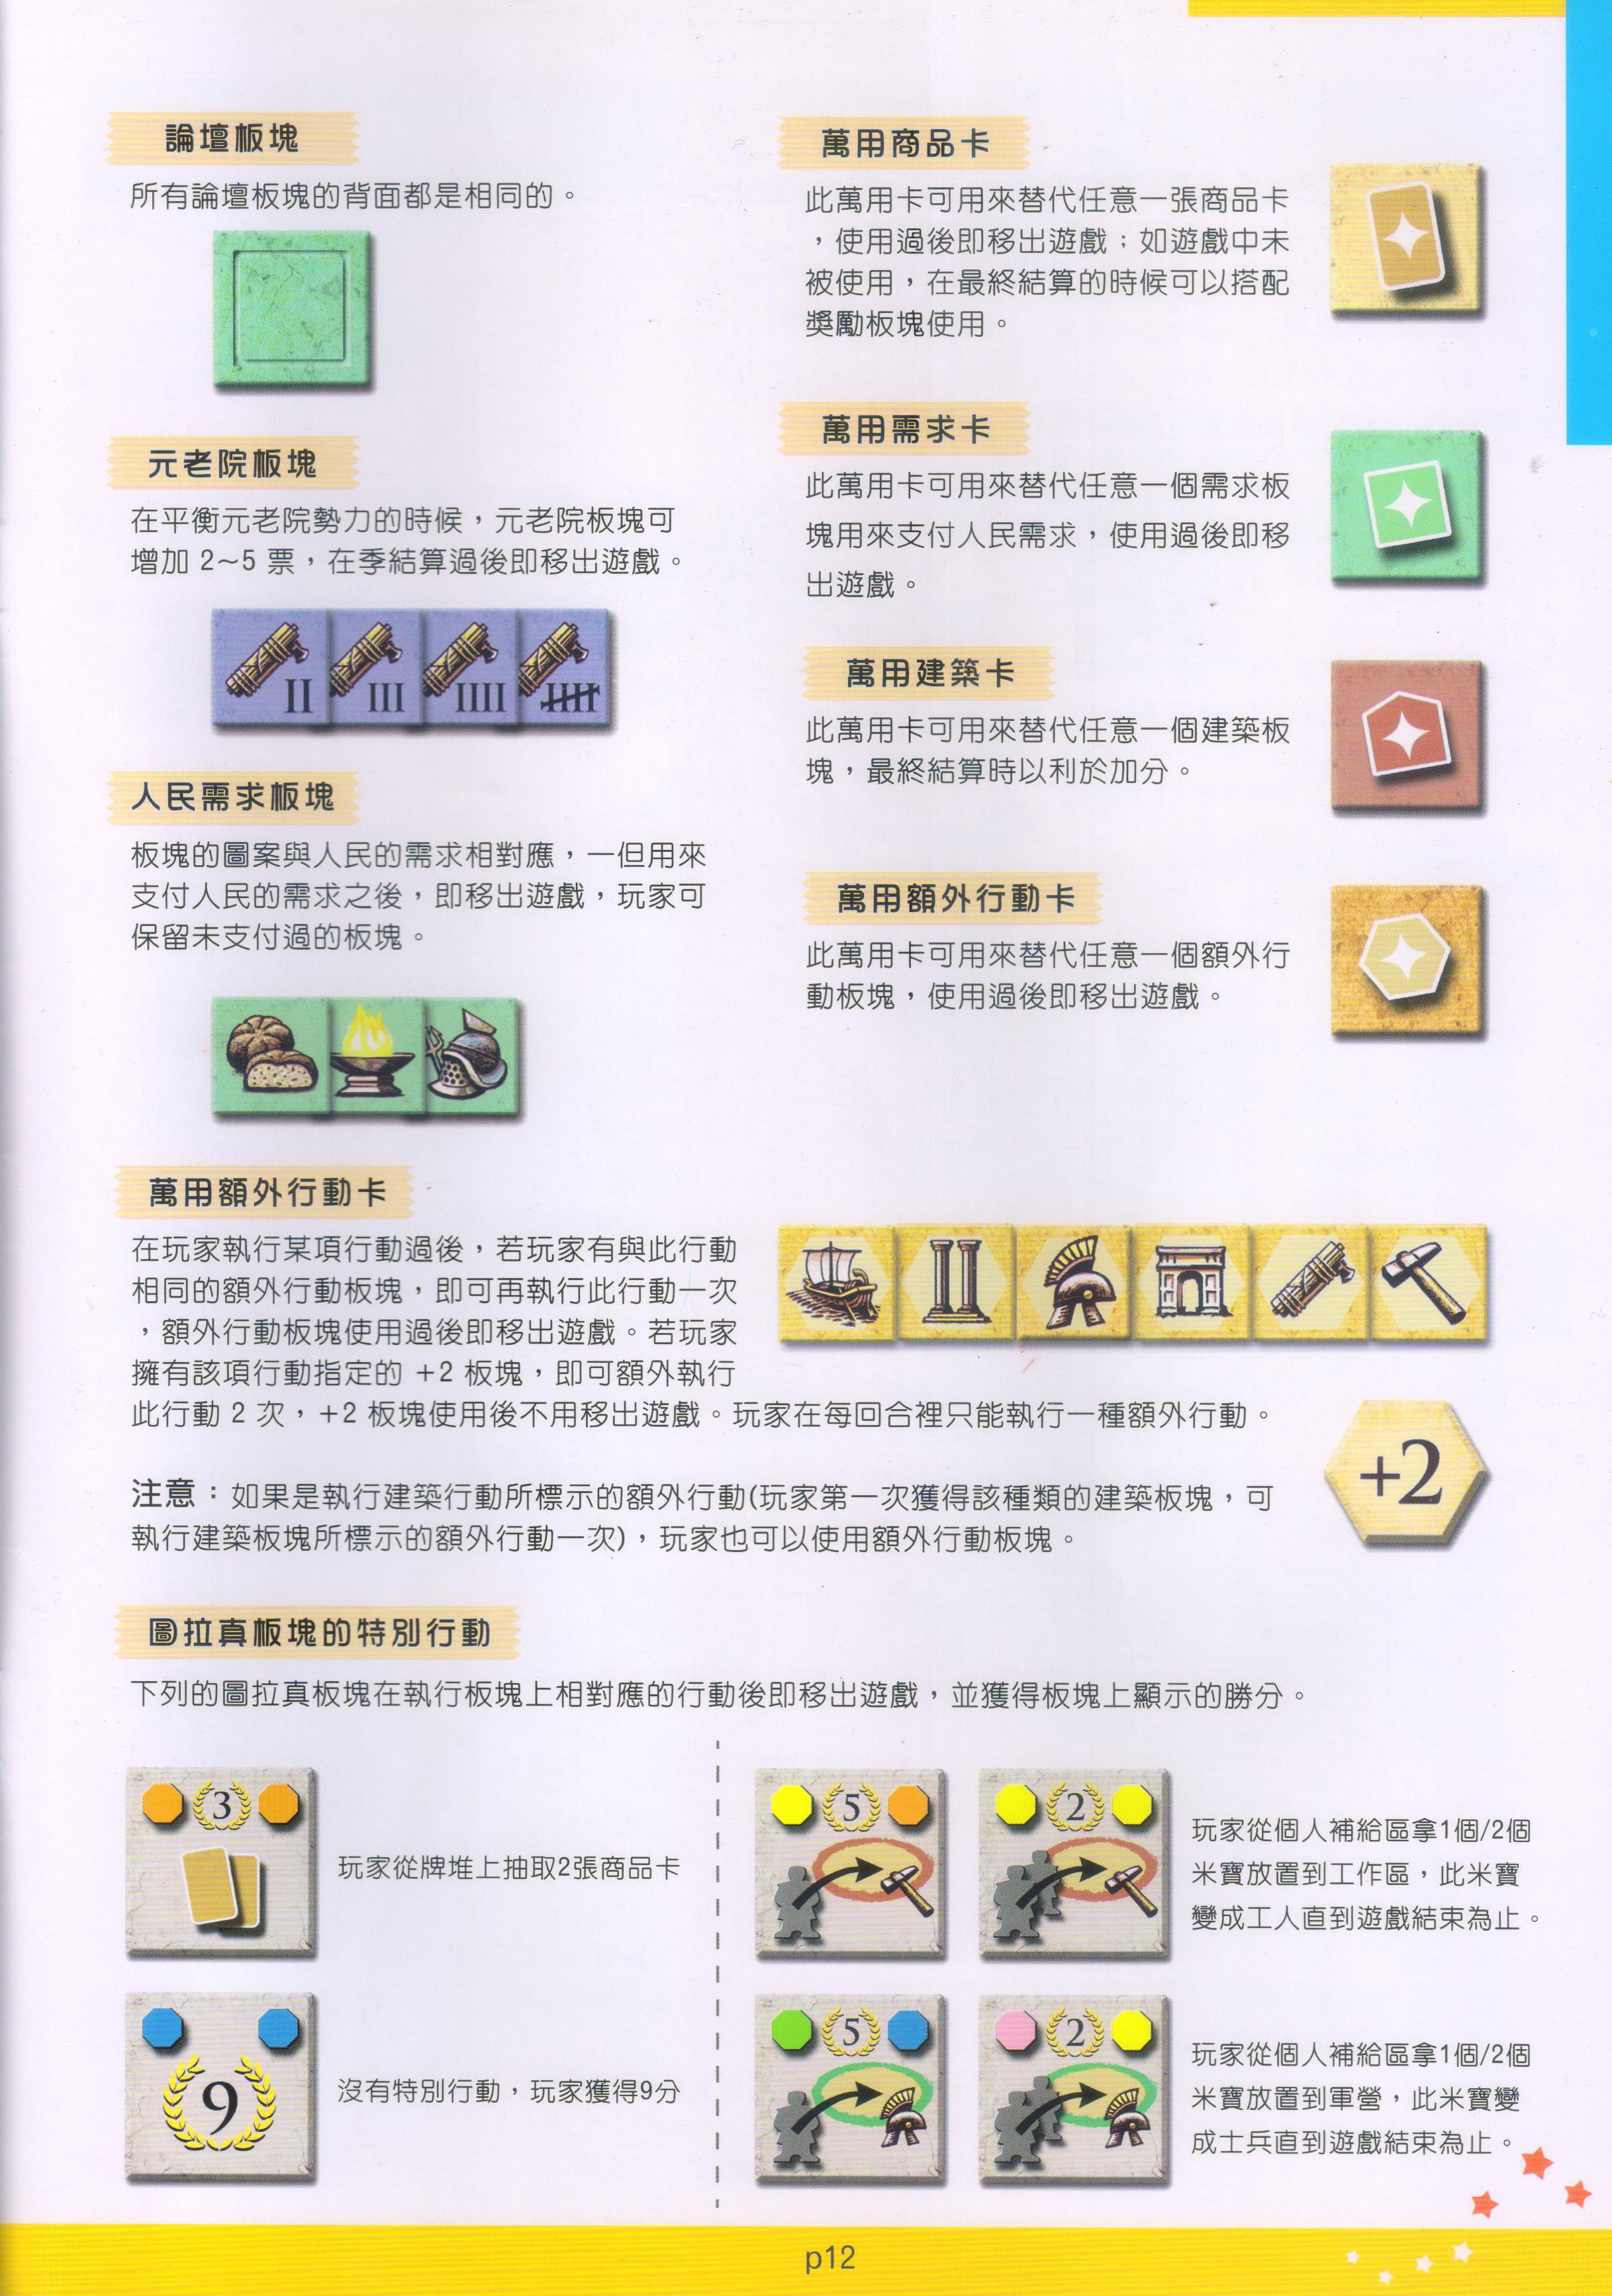 論壇板塊
所有論壇板塊的背面都是相同的。
元老院板塊
在平衡元老院勢力的時候，元老院板塊可
增加 2~5 票，在季結算過後即移出遊戲。
II III IIII
人民需求板塊
板塊的圖案與人民的需求相對應，一但用來
支付人民的需求之後，即移出遊戲，玩家可
保留未支付過的板塊。
萬用商品卡
此萬用卡可用來替代任意一張商品卡
，使用過後即移出遊戲；如遊戲中未
被使用，在最終結算的時候可以搭配
獎勵板塊使用。
萬用需求卡
此萬用卡可用來替代任意一個需求板
塊用來支付人民需求，使用過後即移
出遊戲。
萬用建築卡
此萬用卡可用來替代任意一個建築板
塊，最終結算時以利於加分。
萬用額外行動卡
此萬用卡可用來替代任意一個額外行
動板塊，使用過後即移出遊戲。
萬用額外行動卡
在玩家執行某項行動過後，若玩家有與此行動
相同的額外行動板塊，即可再執行此行動一次
，額外行動板塊使用過後即移出遊戲。若玩家
擁有該項行動指定的 +2 板塊，即可額外執行
此行動 2 次，+2 板塊使用後不用移出遊戲。玩家在每回合裡只能執行一種額外行動。
+2
注意：如果是執行建築行動所標示的額外行動(玩家第一次獲得該種類的建築板塊，可
執行建築板塊所標示的額外行動一次)，玩家也可以使用額外行動板塊。
圖拉真板塊的特別行動
下列的圖拉真板塊在執行板塊上相對應的行動後即移出遊戲，並獲得板塊上顯示的勝分。
3
玩家從牌堆上抽取2張商品卡
9
沒有特別行動，玩家獲得9分
5 2
玩家從個人補給區拿1個/2個
米寶放置到工作區，此米寶
變成工人直到遊戲結束為止。
5 2
玩家從個人補給區拿1個/2個
米寶放置到軍營，此米寶變
成士兵直到遊戲結束為止。
p12